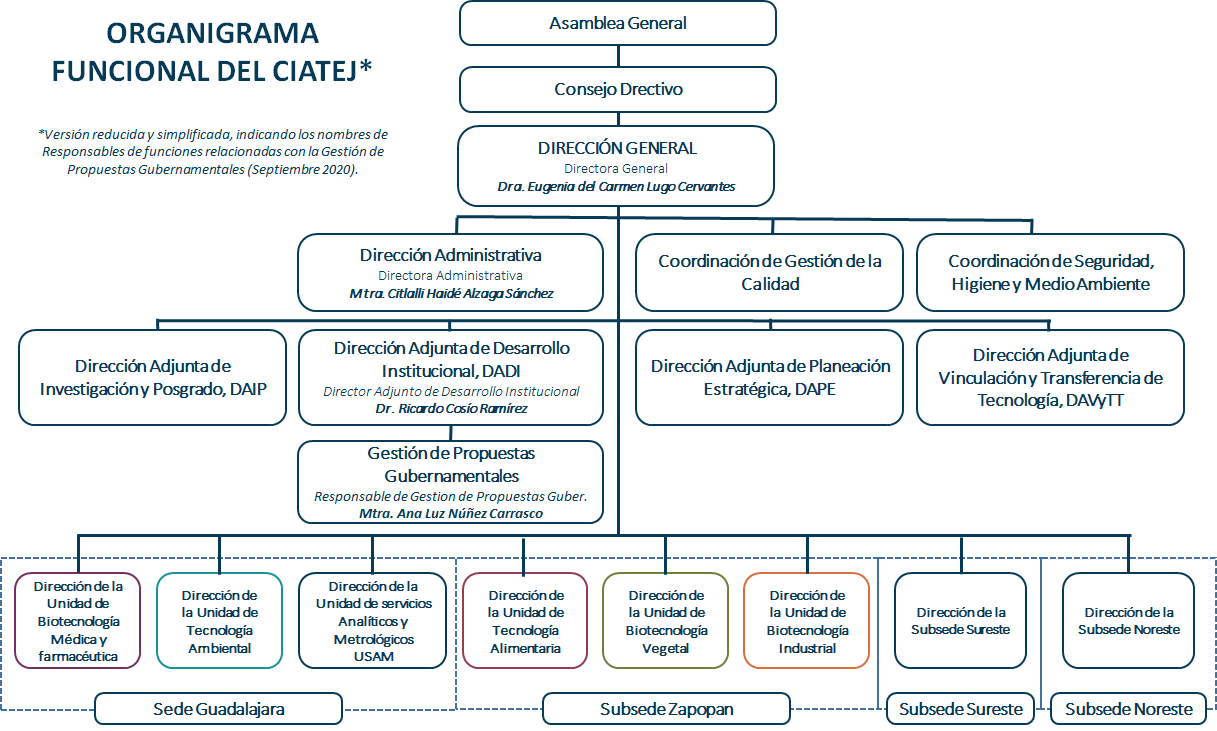 ORGANIGRAMA
FUNCIONAL DEL CIATEJ*
*Versión reducida y simplificada, indicando los nombres de
Responsables de funciones relacionadas con la Gestión de
Propuestas Gubernamentales (Septiembre 2020).
Asamblea General
Consejo Drectivo
DIRECCIÓN GENERAL
Directora General
Dra. Eugenia del Carmen Lugo Cervantes
Dirección Administrativa
Directora Administrativa
Mtra. Citlalli Haidé Alzaga Sánchez
Coordinación de Gestión de la
Calidad
Coordinación de Seguridad,
Higiene y Medio Ambiente
Dirección Adjunta de
Investigación y Posgrado, DAIP
Dirección Adjunta de Desarrollo
Institucional, DADI
Director Adjunto de Desarrollo Institucional
Dr. Ricardo Cosío Ramírez
Dirección Adjunta de Planeación
Estratégica, DAPE
Dirección Adjunta de
Vinculación y Transferencia de
Tecnología, DAVyTT
Gestión de Propuestas
Gubernamentales
Responsable de Gestion de Propuestas Guber.
Mtra. Ana Luz Núñez Carrasco
Dirección de la
Unidad de
Biotecnología
Médica y
farmacéutica
Dirección de
la Unidad de
Tecnología
Ambiental
Dirección de la
Unidad de servicios
Analíticos y
Metrológicos
USAM
Dirección de
la Unidad de
Tecnología
Alimentaria
Dirección de
la Unidad de
Biotecnología
Vegetal
Dirección de
la Unidad de
Biotecnología
Industrial
Dirección de la
Subsede Sureste
Dirección de la
Subsede Noreste
Sede Guadalajara
Subsede Zapopan
Subsede Sureste
Subsede Noreste